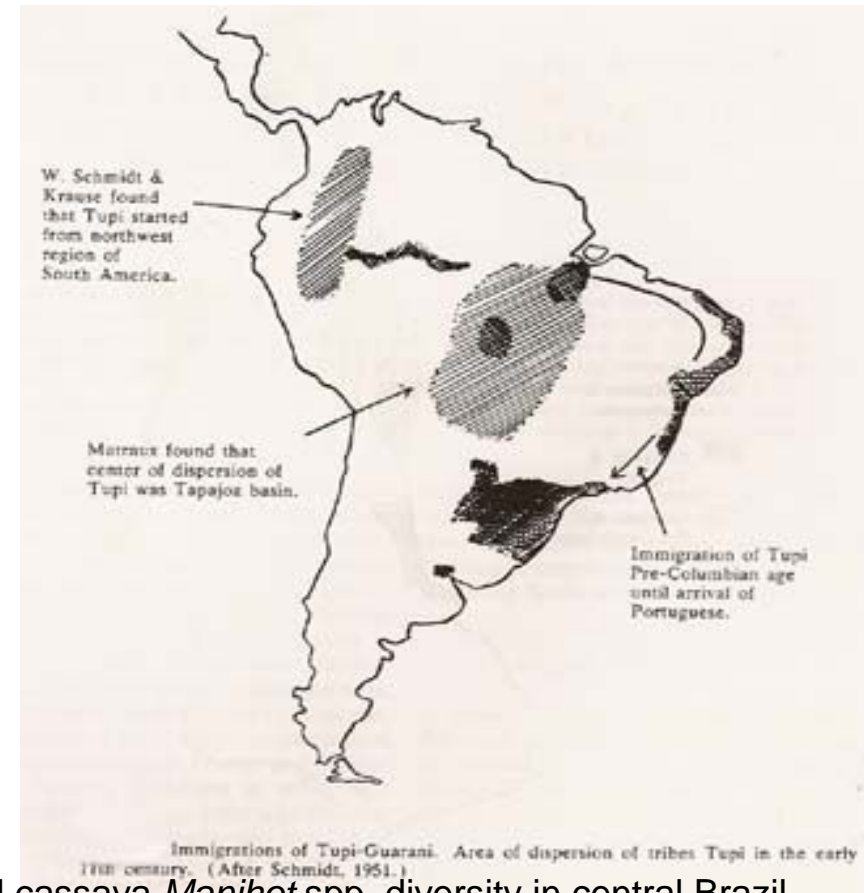 W. Schmidt &
Krause found
that Tupi started
from northwest
region of
South America.
Metraux found that
center of dispersion of
Tupi was Tapajoz basin.
Immigration of Tupi
Pre-Columbian age
until arrival of
Portuguese.
Immigrations of Tupi-Guarani. Area of dispersion of tribes Tupi in the early
century. (After Schmidt, 1951.)
cassava Manihot spp. diversity in central Brazil